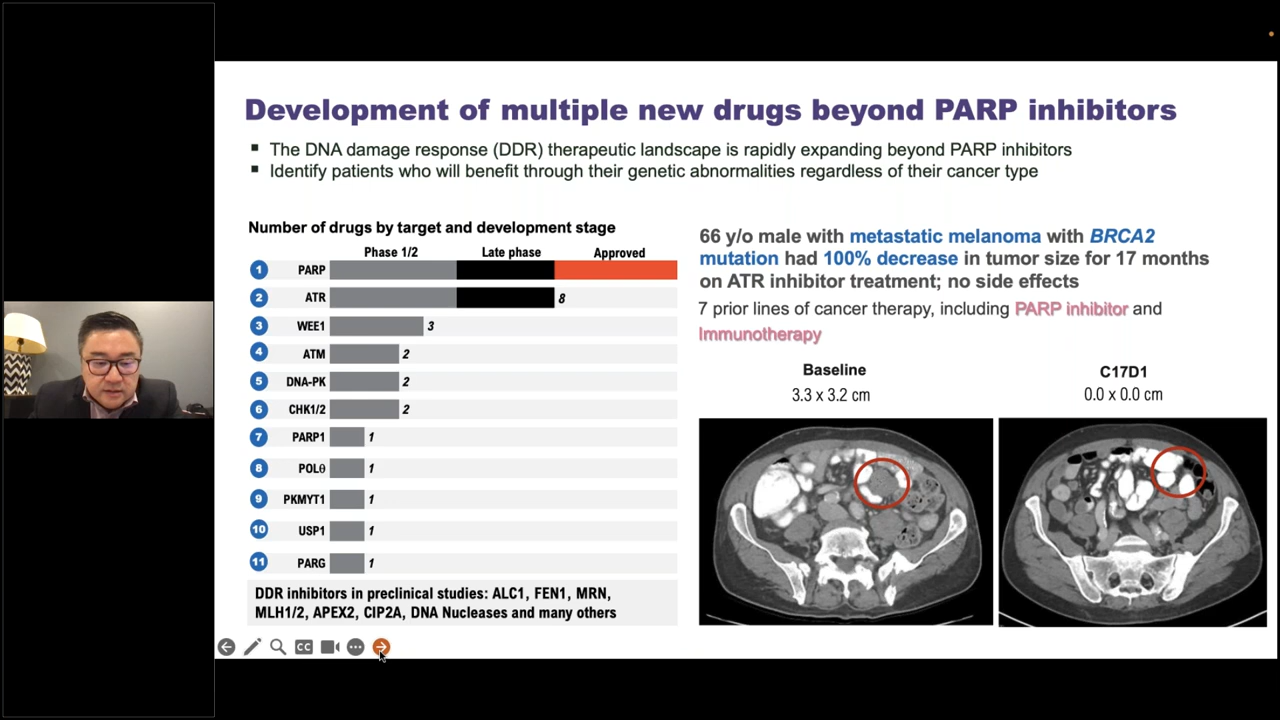 Development of multiple new drugs beyond PARP inhibitors
▪ The DNA damage response (DDR) therapeutic landscape is rapidly expanding beyond PARP inhibitors
▪ Identify patients who will benefit through their genetic abnormalities regardless of their cancer type
Number of drugs by target and development stage
Phase 1/2 Late phase Approved
1 PARP
2 ATR 8
3 WEE1 3
4 ATM 2
5 DNA-PK 2
6 CHK1/2 2
7 PARP1 1
8 POLθ 1
9 PKMYT1 1
10 USP1 1
11 PARG 1
DDR inhibitors in preclinical studies: ALC1, FEN1, MRN,
MLH1/2, APEX2, CIP2A, DNA Nucleases and many others
66 y/o male with metastatic melanoma with BRCA2
mutation had 100% decrease in tumor size for 17 months
on ATR inhibitor treatment; no side effects
7 prior lines of cancer therapy, including PARP inhibitor and
Immunotherapy
Baseline
3.3 x 3.2 cm
C17D1
0.0 x 0.0 cm
CC